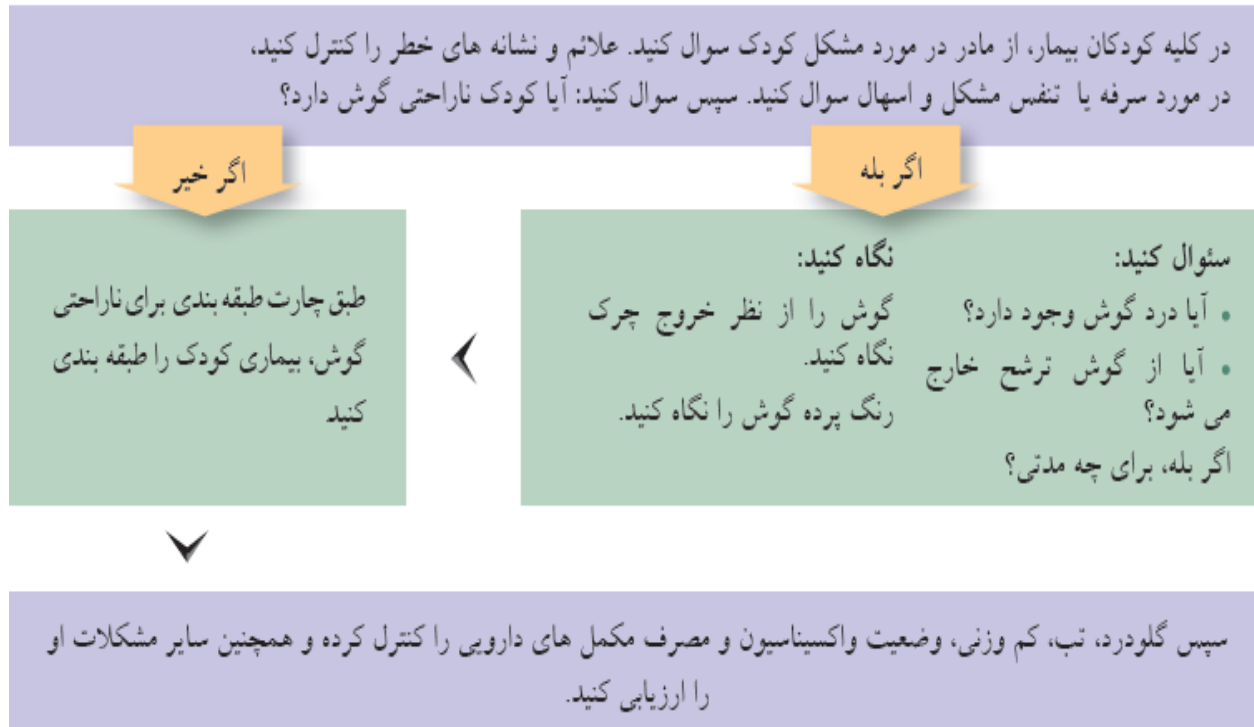 در کلیه کودکان بیمار، از مادر در مورد مشکل کودک سوال کنید. علائم و نشانه های خطر را کنترل کنید،
در مورد سرفه یا تنفس مشکل و اسهال سوال کنید. سپس سوال کنید: آیا کودک ناراحتی گوش دارد؟
اگر بله
سئوال کنید:
• آیا درد گوش وجود دارد؟
• آیا از گوش ترشح خارج
می شود؟
اگر بله، برای چه مدتی؟
نگاه کنید:
گوش را از نظر خروج چرک
نگاه کنید.
رنگ پرده گوش را نگاه کنید.
اگر خیر
طبق چارت طبقه بندی برای ناراحتی
گوش، بیماری کودک را طبقه بندی
کنید
سپس گلودرد، تب، کم وزنی، وضعیت واکسیناسیون و مصرف مکمل های دارویی را کنترل کرده و همچنین سایر مشکلات او
را ارزیابی کنید.